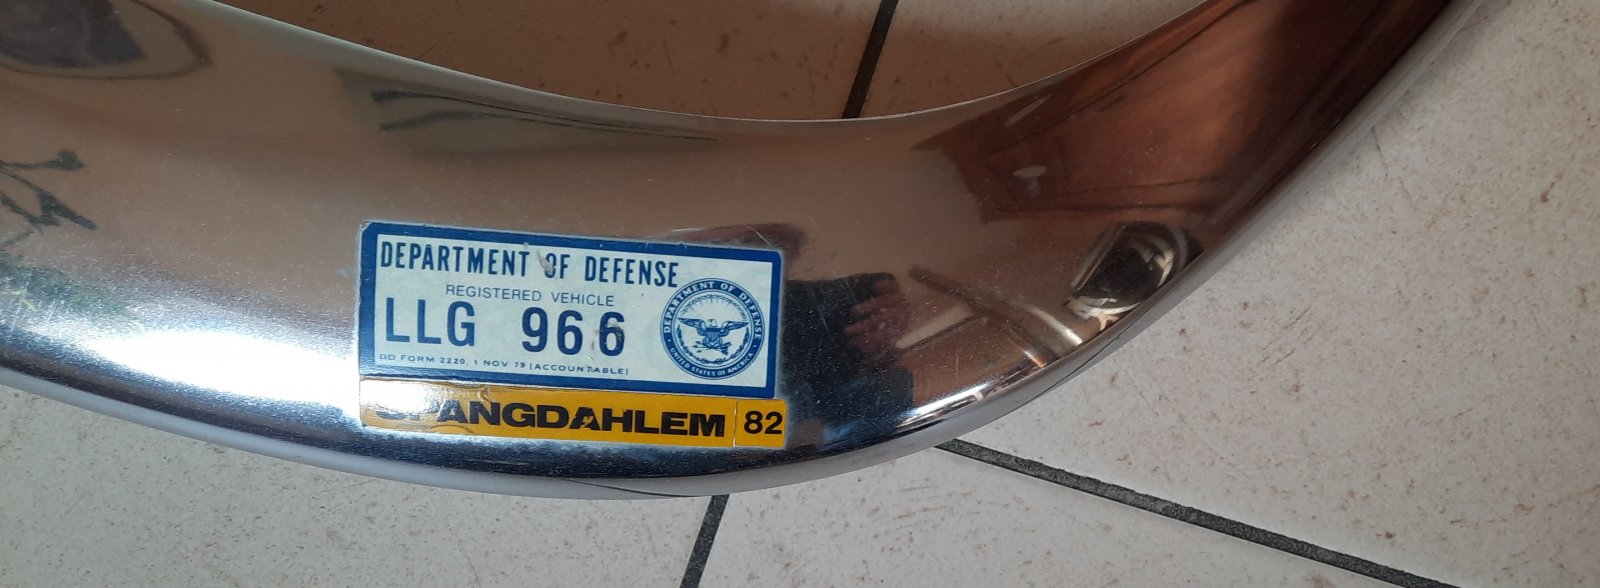 DEPARTMENT OF DEFENSE
REGISTERED VEHICLE
LLG 966
DD FORM 2220, 1 NOV 79 (ACCOUNTABLE)
DEPARTMENT OF DEFENSE
UNITED STATES OF AMERICA
SPANGDAHLEM 82